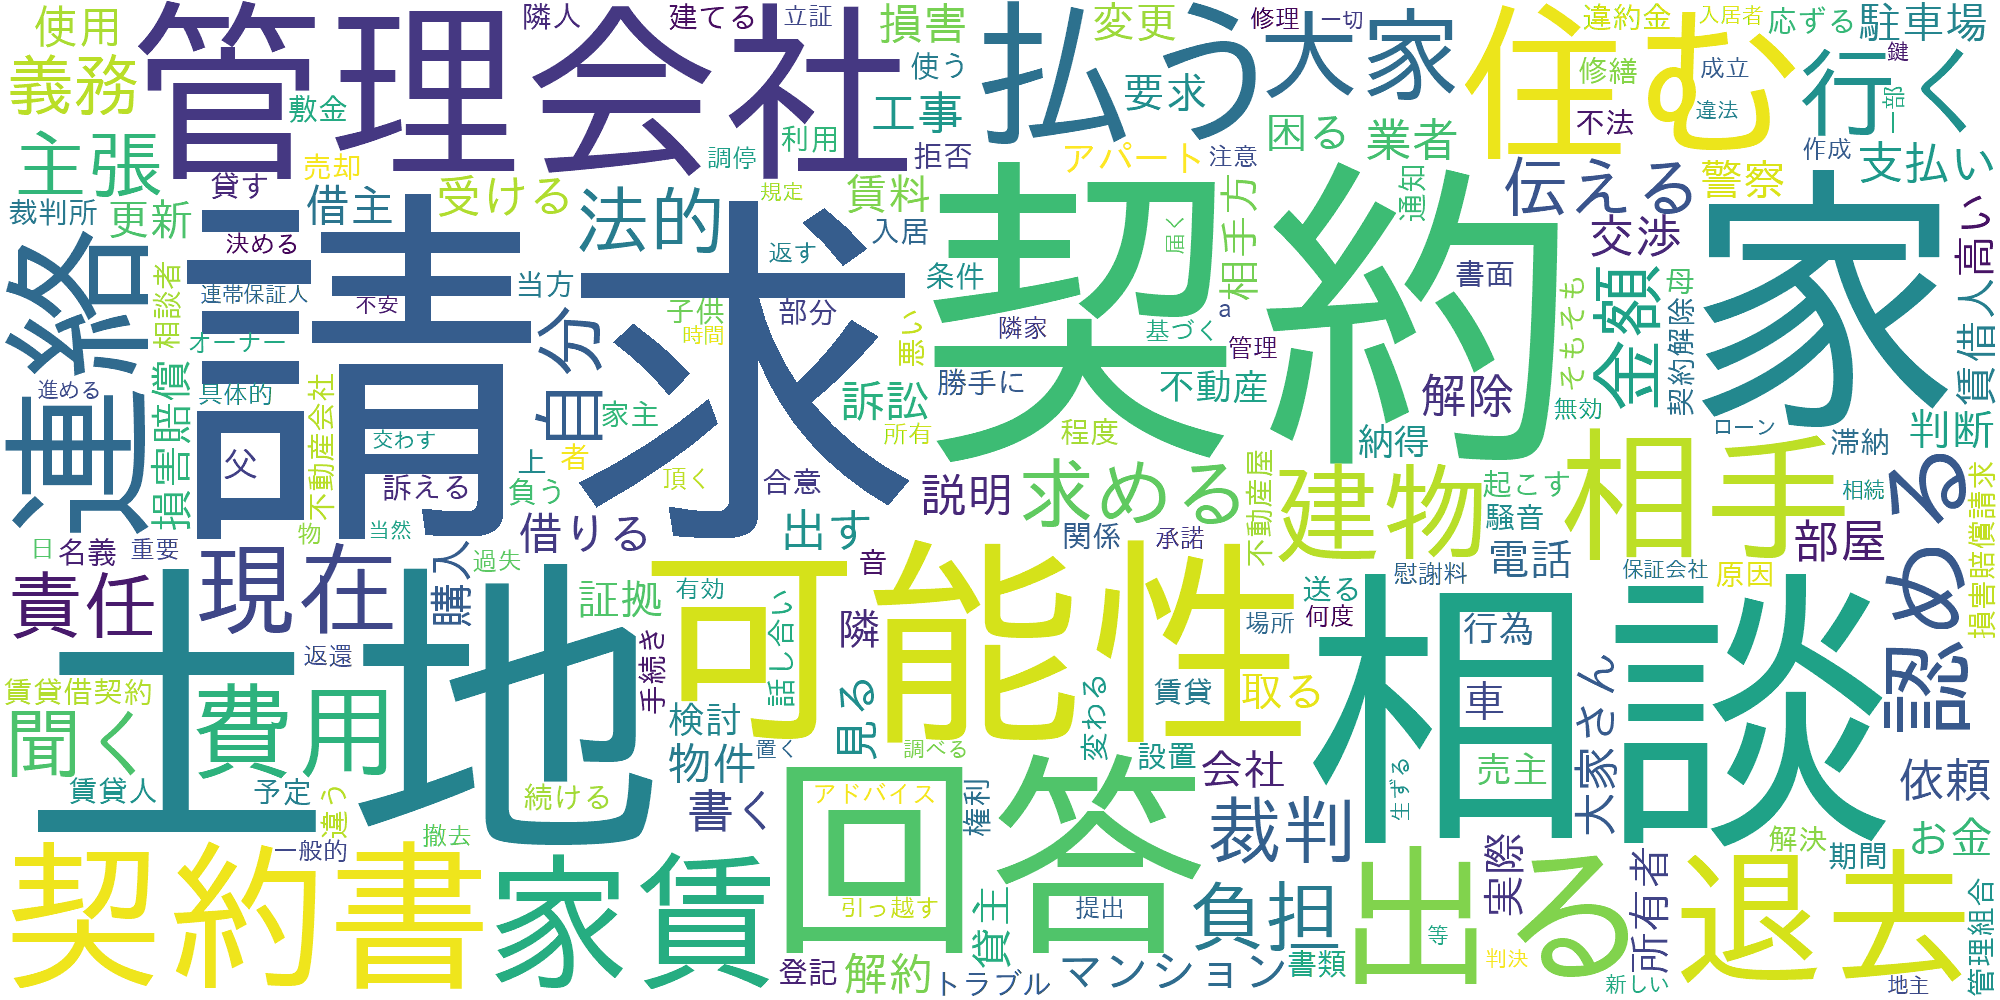 請求
契約
土地
相談
家
管理会社
可能性
回答
払う
住む
連絡
契約書
家賃
出る
退去
相手
建物
費用
現在
大家
行く
認める
義務
主張
法的
求める
責任
聞く
裁判
負担
自分
金額
伝える
使用
隣人
建てる
立証
損害
変更
修理
一切
違約金
入居者
応ずる
駐車場
鍵
敷金
使う
要求
工事
修繕
成立
不法
違法
一部
困る
業者
利用
調停
拒否
アパート
注意
作成
支払い
売却
貸す
借主
受ける
規定
賃料
通知
警察
裁判所
更新
決める
返す
入居
届く
相手方
交渉
高い
相談者
連帯保証人
不安
当方
子供
時間
部分
条件
a
隣家
基づく
管理
書面
母
そもそも
契約解除
賃借人
オーナー
進める
具体的
損害賠償
不動産会社
交わす
家主
悪い
訴訟
所有
勝手に
不動産
程度
納得
解除
無効
ローン
判断
滞納
父
訴える
上
者
負う
頂く
合意
説明
不動産屋
起こす
騒音
相続
部屋
損害賠償請求
物
当然
借りる
出す
関係
承諾
電話
保証会社
原因
日
名義
重要
購入
過失
証拠
有効
音
慰謝料
送る
何度
場所
行為
隣
話し合い
返還
手続き
賃貸借契約
見る
変わる
賃貸
取る
車
大家さん
検討
置く
物件
調べる
設置
会社
売主
生ずる
依頼
賃貸人
予定
違う
続ける
書く
アドバイス
権利
撤去
一般的
引っ越す
貸主
提出
等
実際
所有者
解決
期間
お金
登記
解約
トラブル
マンション
書類
判決
新しい
地主
管理組合